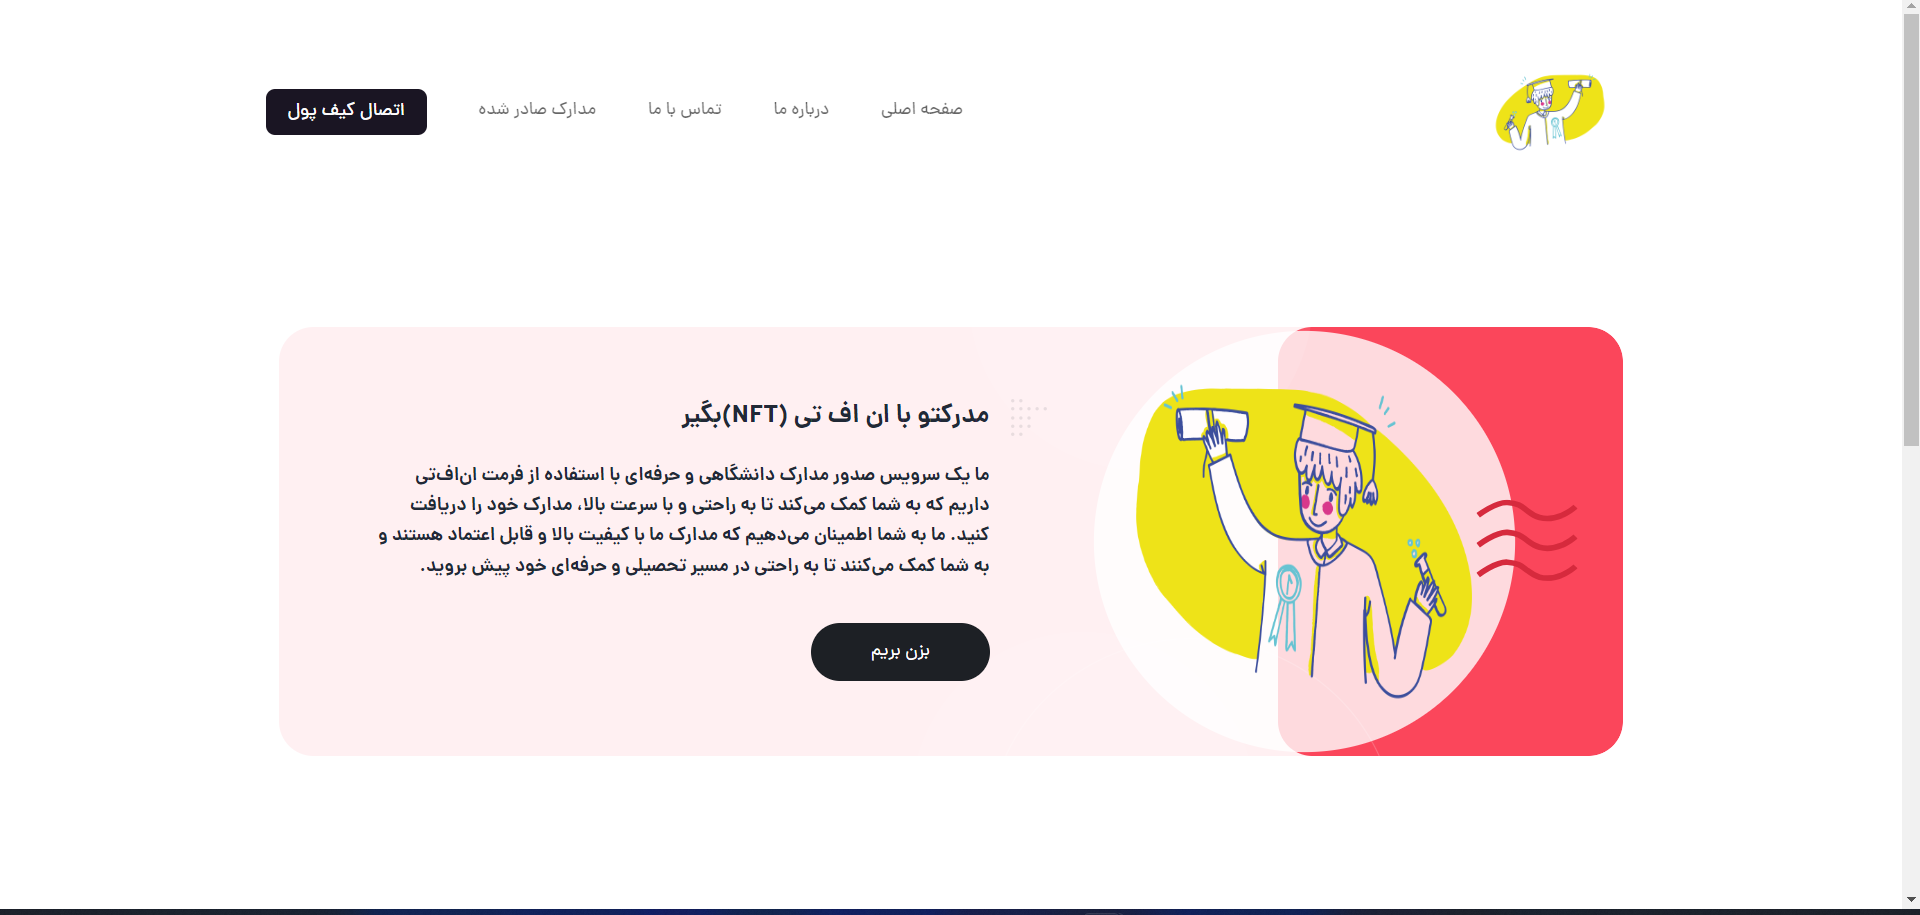 صفحه اصلی
درباره ما
تماس با ما
مدارک صادر شده
اتصال کیف پول
مدرکتو با ان اف تی (NFT)بگیر
ما یک سرویس صدور مدارک دانشگاهی و حرفه‌ای با استفاده از فرمت ان‌اف‌تی
داریم که به شما کمک می‌کند تا به راحتی و با سرعت بالا، مدارک خود را دریافت
کنید. ما به شما اطمینان می‌دهیم که مدارک ما با کیفیت بالا و قابل اعتماد هستند و
به شما کمک می‌کنند تا به راحتی در مسیر تحصیلی و حرفه‌ای خود پیش بروید.
بزن بریم